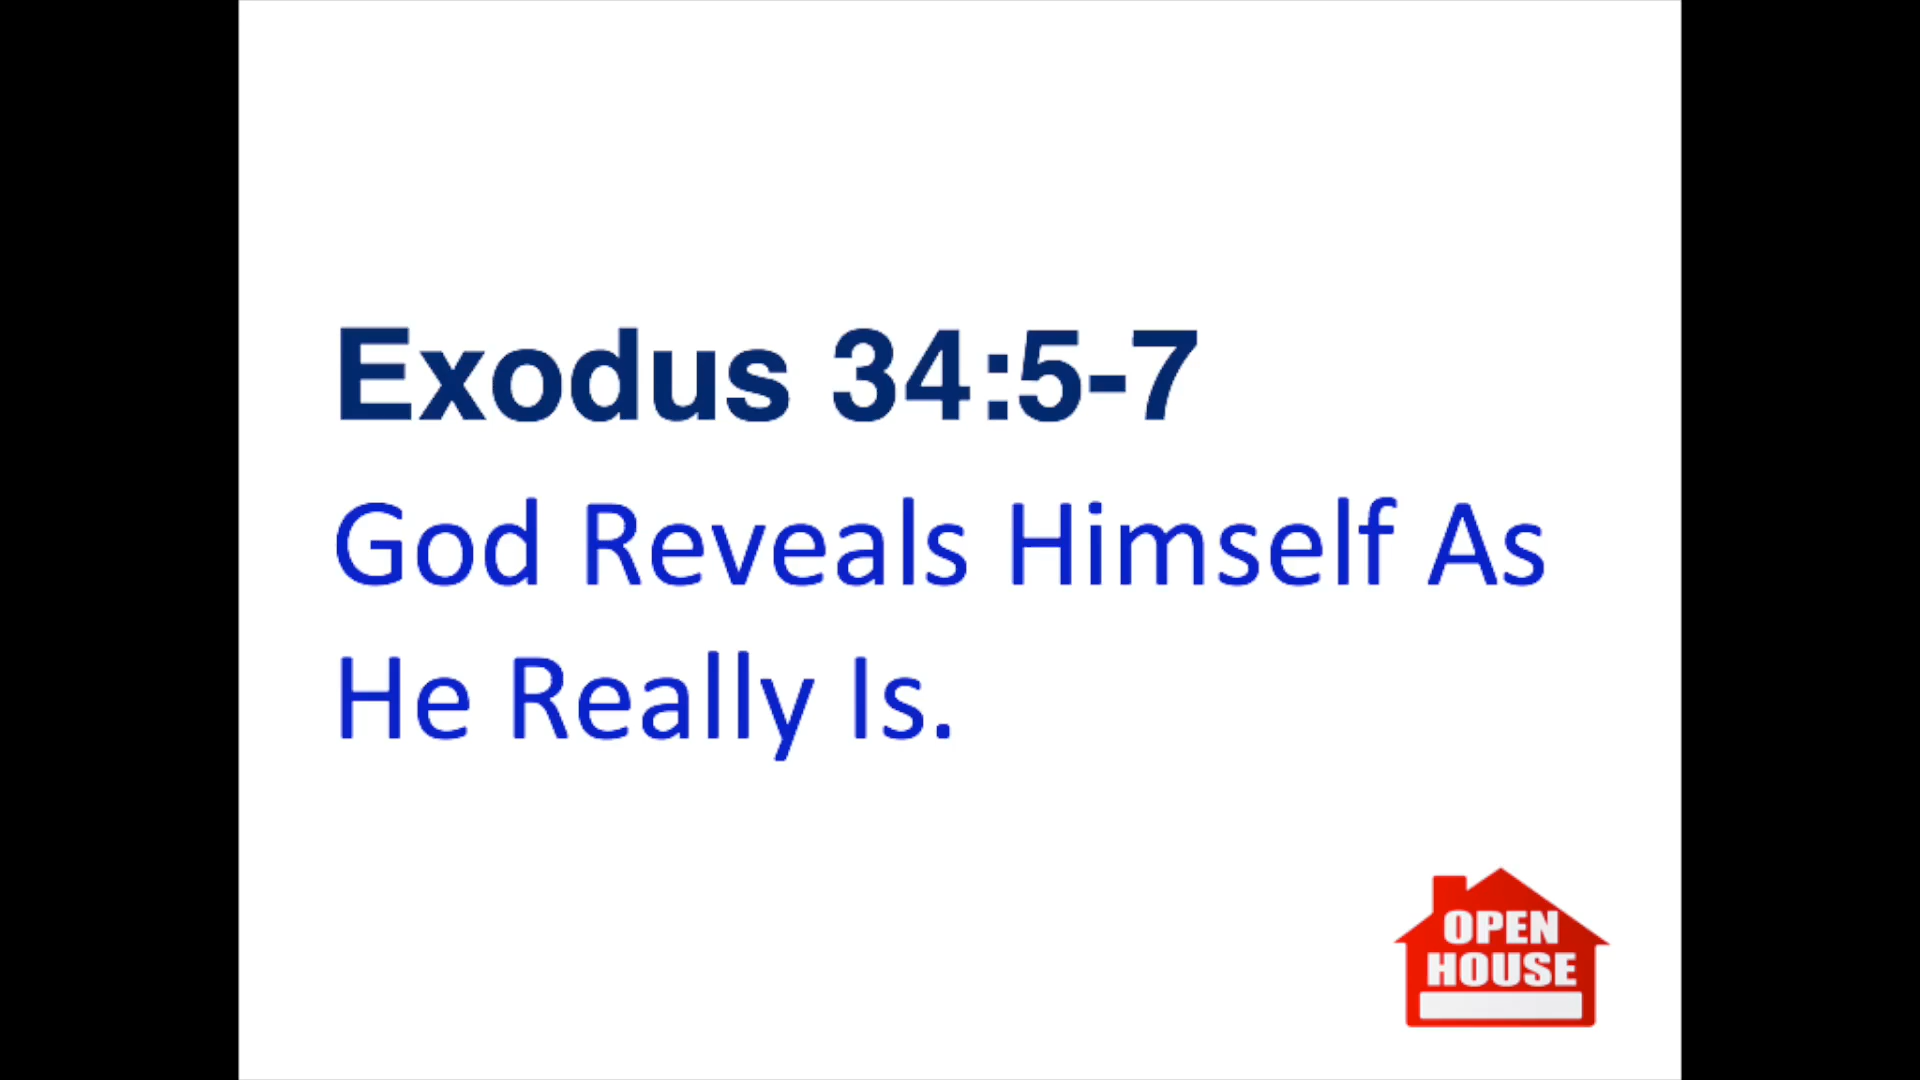 Exodus 34:5-7
God Reveals Himself As
He Really Is.
OPEN
HOUSE